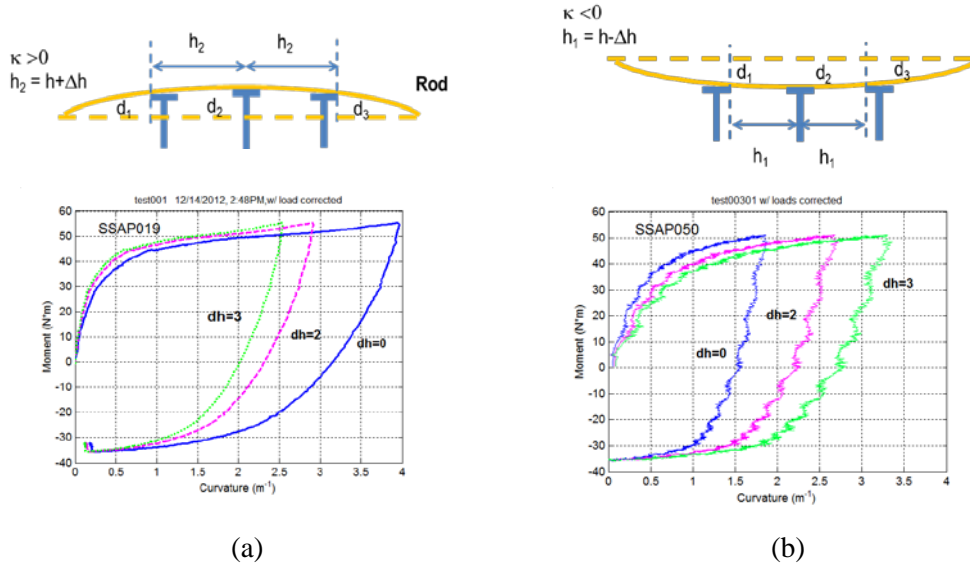 κ >0
h₂ = h+Δh
h₂
h₂
Rod
d₁
d₂
d₃
test001 12/14/2012, 2:48PM,w/ load corrected
SSAP019
Moment (N*m)
60
50
40
30
20
10
0
-10
-20
-30
-40
dh=3
dh=2
dh=0
0
0.5
1
1.5
2
2.5
3
3.5
4
Curvature (m⁻¹)
(a)
κ <0
h₁ = h-Δh
d₁
d₂
d₃
h₁
h₁
test00301 w/ loads corrected
SSAP050
Moment (N*m)
60
50
40
30
20
10
0
-10
-20
-30
-40
dh=0
dh=2
dh=3
0
0.5
1
1.5
2
2.5
3
3.5
4
Curvature (m⁻¹)
(b)